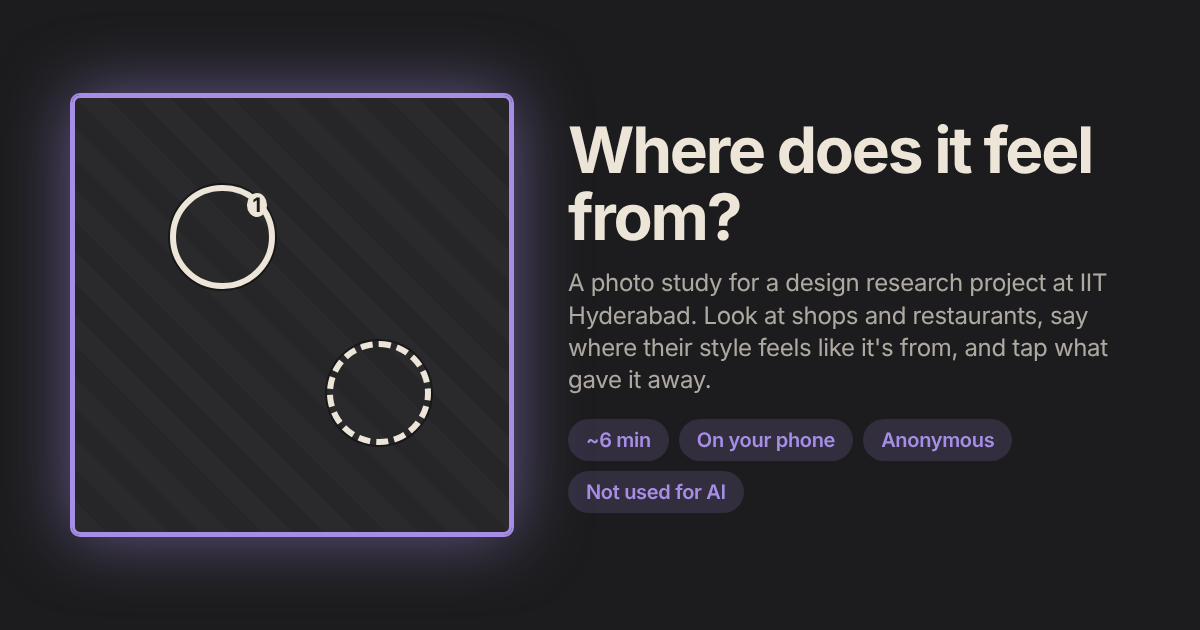 1
Where does it feel
from?
A photo study for a design research project at IIT
Hyderabad. Look at shops and restaurants, say
where their style feels like it's from, and tap what
gave it away.
~6 min
On your phone
Anonymous
Not used for AI